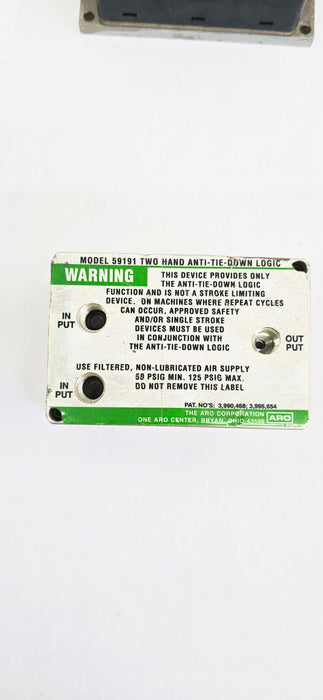 MODEL 59191 TWO HAND ANTI-TIE-DOWN LOGIC
WARNING
THIS DEVICE PROVIDES ONLY
THE ANTI-TIE-DOWN LOGIC
FUNCTION AND IS NOT A STROKE LIMITING
DEVICE. ON MACHINES WHERE REPEAT CYCLES
CAN OCCUR, APPROVED SAFETY
AND/OR SINGLE STROKE
DEVICES MUST BE USED
IN CONJUNCTION WITH
THE ANTI-TIE-DOWN LOGIC
IN
PUT
OUT
PUT
USE FILTERED, NON-LUBRICATED AIR SUPPLY
50 PSIG MIN. 125 PSIG MAX.
DO NOT REMOVE THIS LABEL
IN
PUT
PAT. NO'S: 3,990,468; 3,995,654
THE ARO CORPORATION
ONE ARO CENTER, BRYAN, OHIO 43506
ARO